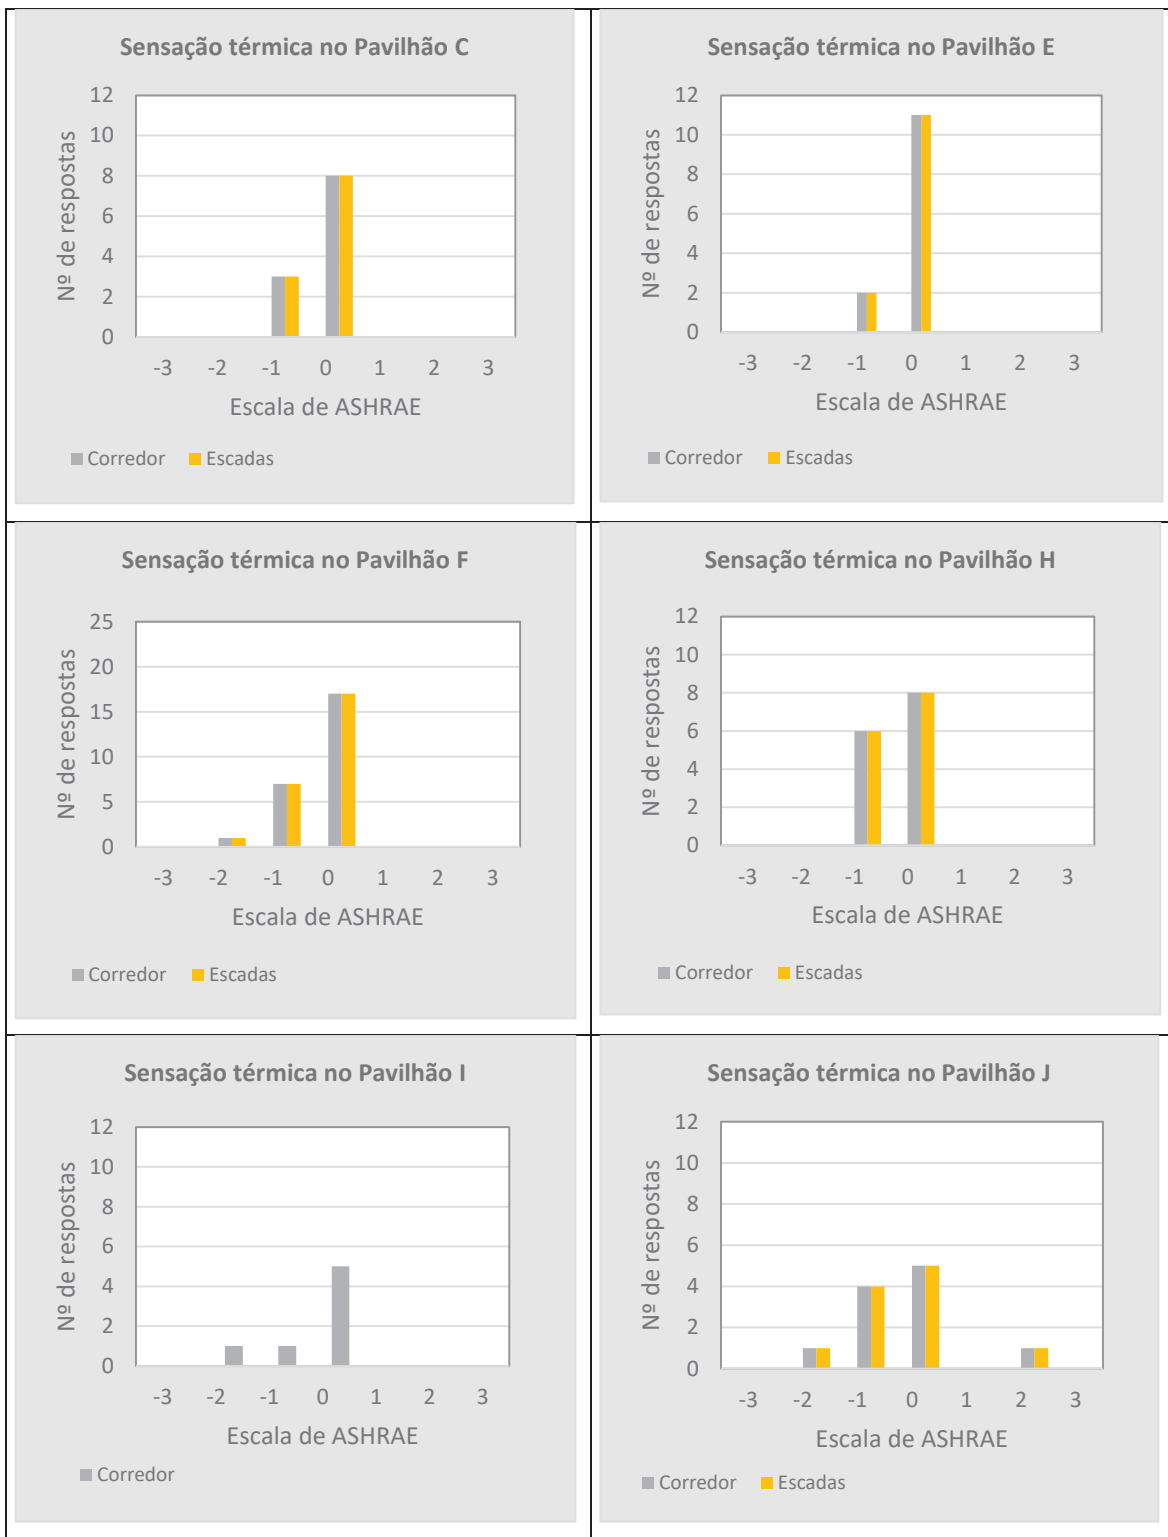 Sensação térmica no Pavilhão C
12
10
8
6
4
2
0
Nº de respostas
-3 -2 -1 0 1 2 3
Escala de ASHRAE
Corredor Escadas
Sensação térmica no Pavilhão E
12
10
8
6
4
2
0
Nº de respostas
-3 -2 -1 0 1 2 3
Escala de ASHRAE
Corredor Escadas
Sensação térmica no Pavilhão F
25
20
15
10
5
0
Nº de respostas
-3 -2 -1 0 1 2 3
Escala de ASHRAE
Corredor Escadas
Sensação térmica no Pavilhão H
12
10
8
6
4
2
0
Nº de respostas
-3 -2 -1 0 1 2 3
Escala de ASHRAE
Corredor Escadas
Sensação térmica no Pavilhão I
12
10
8
6
4
2
0
Nº de respostas
-3 -2 -1 0 1 2 3
Escala de ASHRAE
Corredor
Sensação térmica no Pavilhão J
12
10
8
6
4
2
0
Nº de respostas
-3 -2 -1 0 1 2 3
Escala de ASHRAE
Corredor Escadas